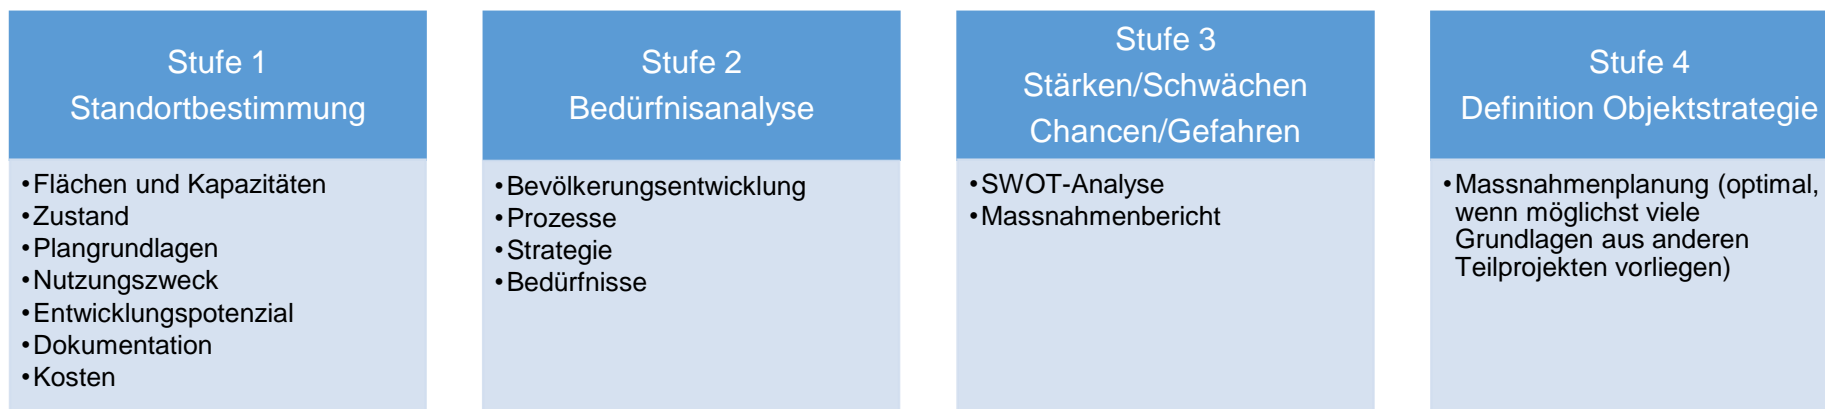 Stufe 1
Standortbestimmung
•Flächen und Kapazitäten
•Zustand
•Plangrundlagen
•Nutzungszweck
•Entwicklungspotenzial
•Dokumentation
•Kosten
Stufe 2
Bedürfnisanalyse
•Bevölkerungsentwicklung
•Prozesse
•Strategie
•Bedürfnisse
Stufe 3
Stärken/Schwächen
Chancen/Gefahren
•SWOT-Analyse
•Massnahmenbericht
Stufe 4
Definition Objektstrategie
•Massnahmenplanung (optimal,
wenn möglichst viele
Grundlagen aus anderen
Teilprojekten vorliegen)